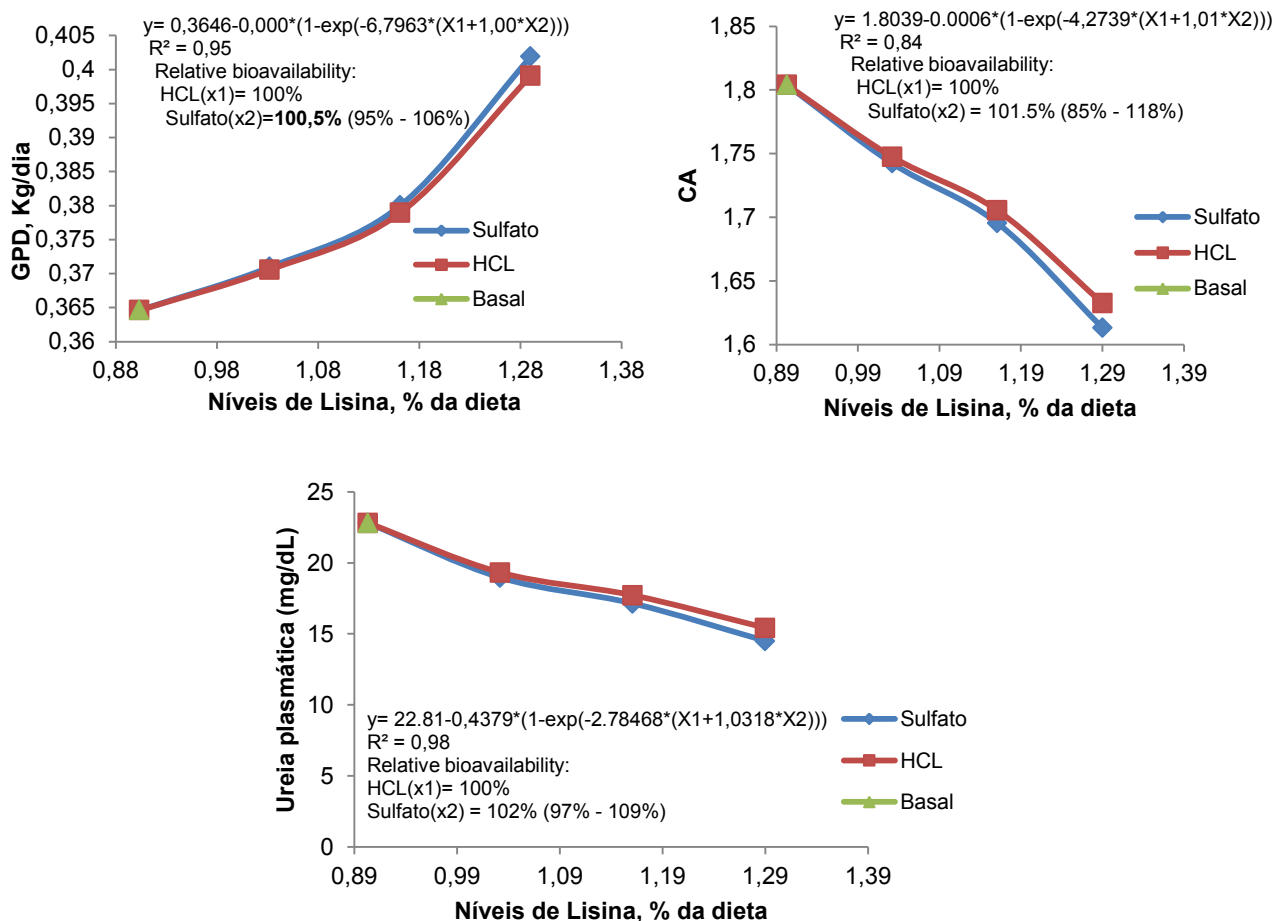 y= 0,3646-0,000*(1-exp(-6,7963*(X1+1,00*X2)))
R² = 0,95
Relative bioavailability:
HCL(x1)= 100%
Sulfato(x2)=100,5% (95% - 106%)
GPD, Kg/dia
0,405
0,4
0,395
0,39
0,385
0,38
0,375
0,37
0,365
0,36
0,88 0,98 1,08 1,18 1,28 1,38
Níveis de Lisina, % da dieta
Sulfato
HCL
Basal
y= 1.8039-0.0006*(1-exp(-4,2739*(X1+1,01*X2)))
R² = 0,84
Relative bioavailability:
HCL(x1)= 100%
Sulfato(x2) = 101.5% (85% - 118%)
CA
1,85
1,8
1,75
1,7
1,65
1,6
0,89 0,99 1,09 1,19 1,29 1,39
Níveis de Lisina, % da dieta
Sulfato
HCL
Basal
Ureia plasmática (mg/dL)
25
20
15
10
5
0
y= 22.81-0,4379*(1-exp(-2.78468*(X1+1,0318*X2)))
R² = 0,98
Relative bioavailability:
HCL(x1)= 100%
Sulfato(x2) = 102% (97% - 109%)
Sulfato
HCL
Basal
0,89 0,99 1,09 1,19 1,29 1,39
Níveis de Lisina, % da dieta